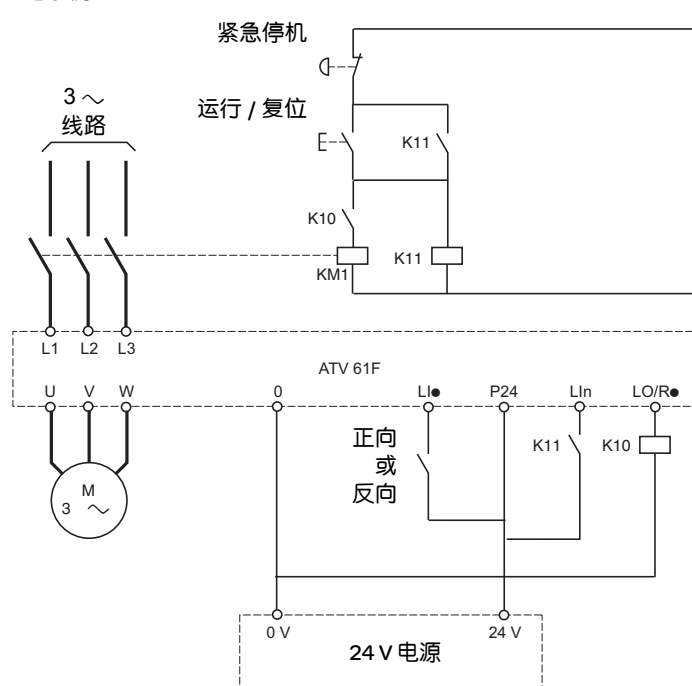 紧急停机
3 ～
线路
运行 / 复位
K11
K10
KM1
K11
L1 L2 L3
ATV 61F
U V W 0 LI● P24 LIn LO/R●
正向
或
反向
K11
K10
M
3 ～
0 V
24 V
24 V 电源